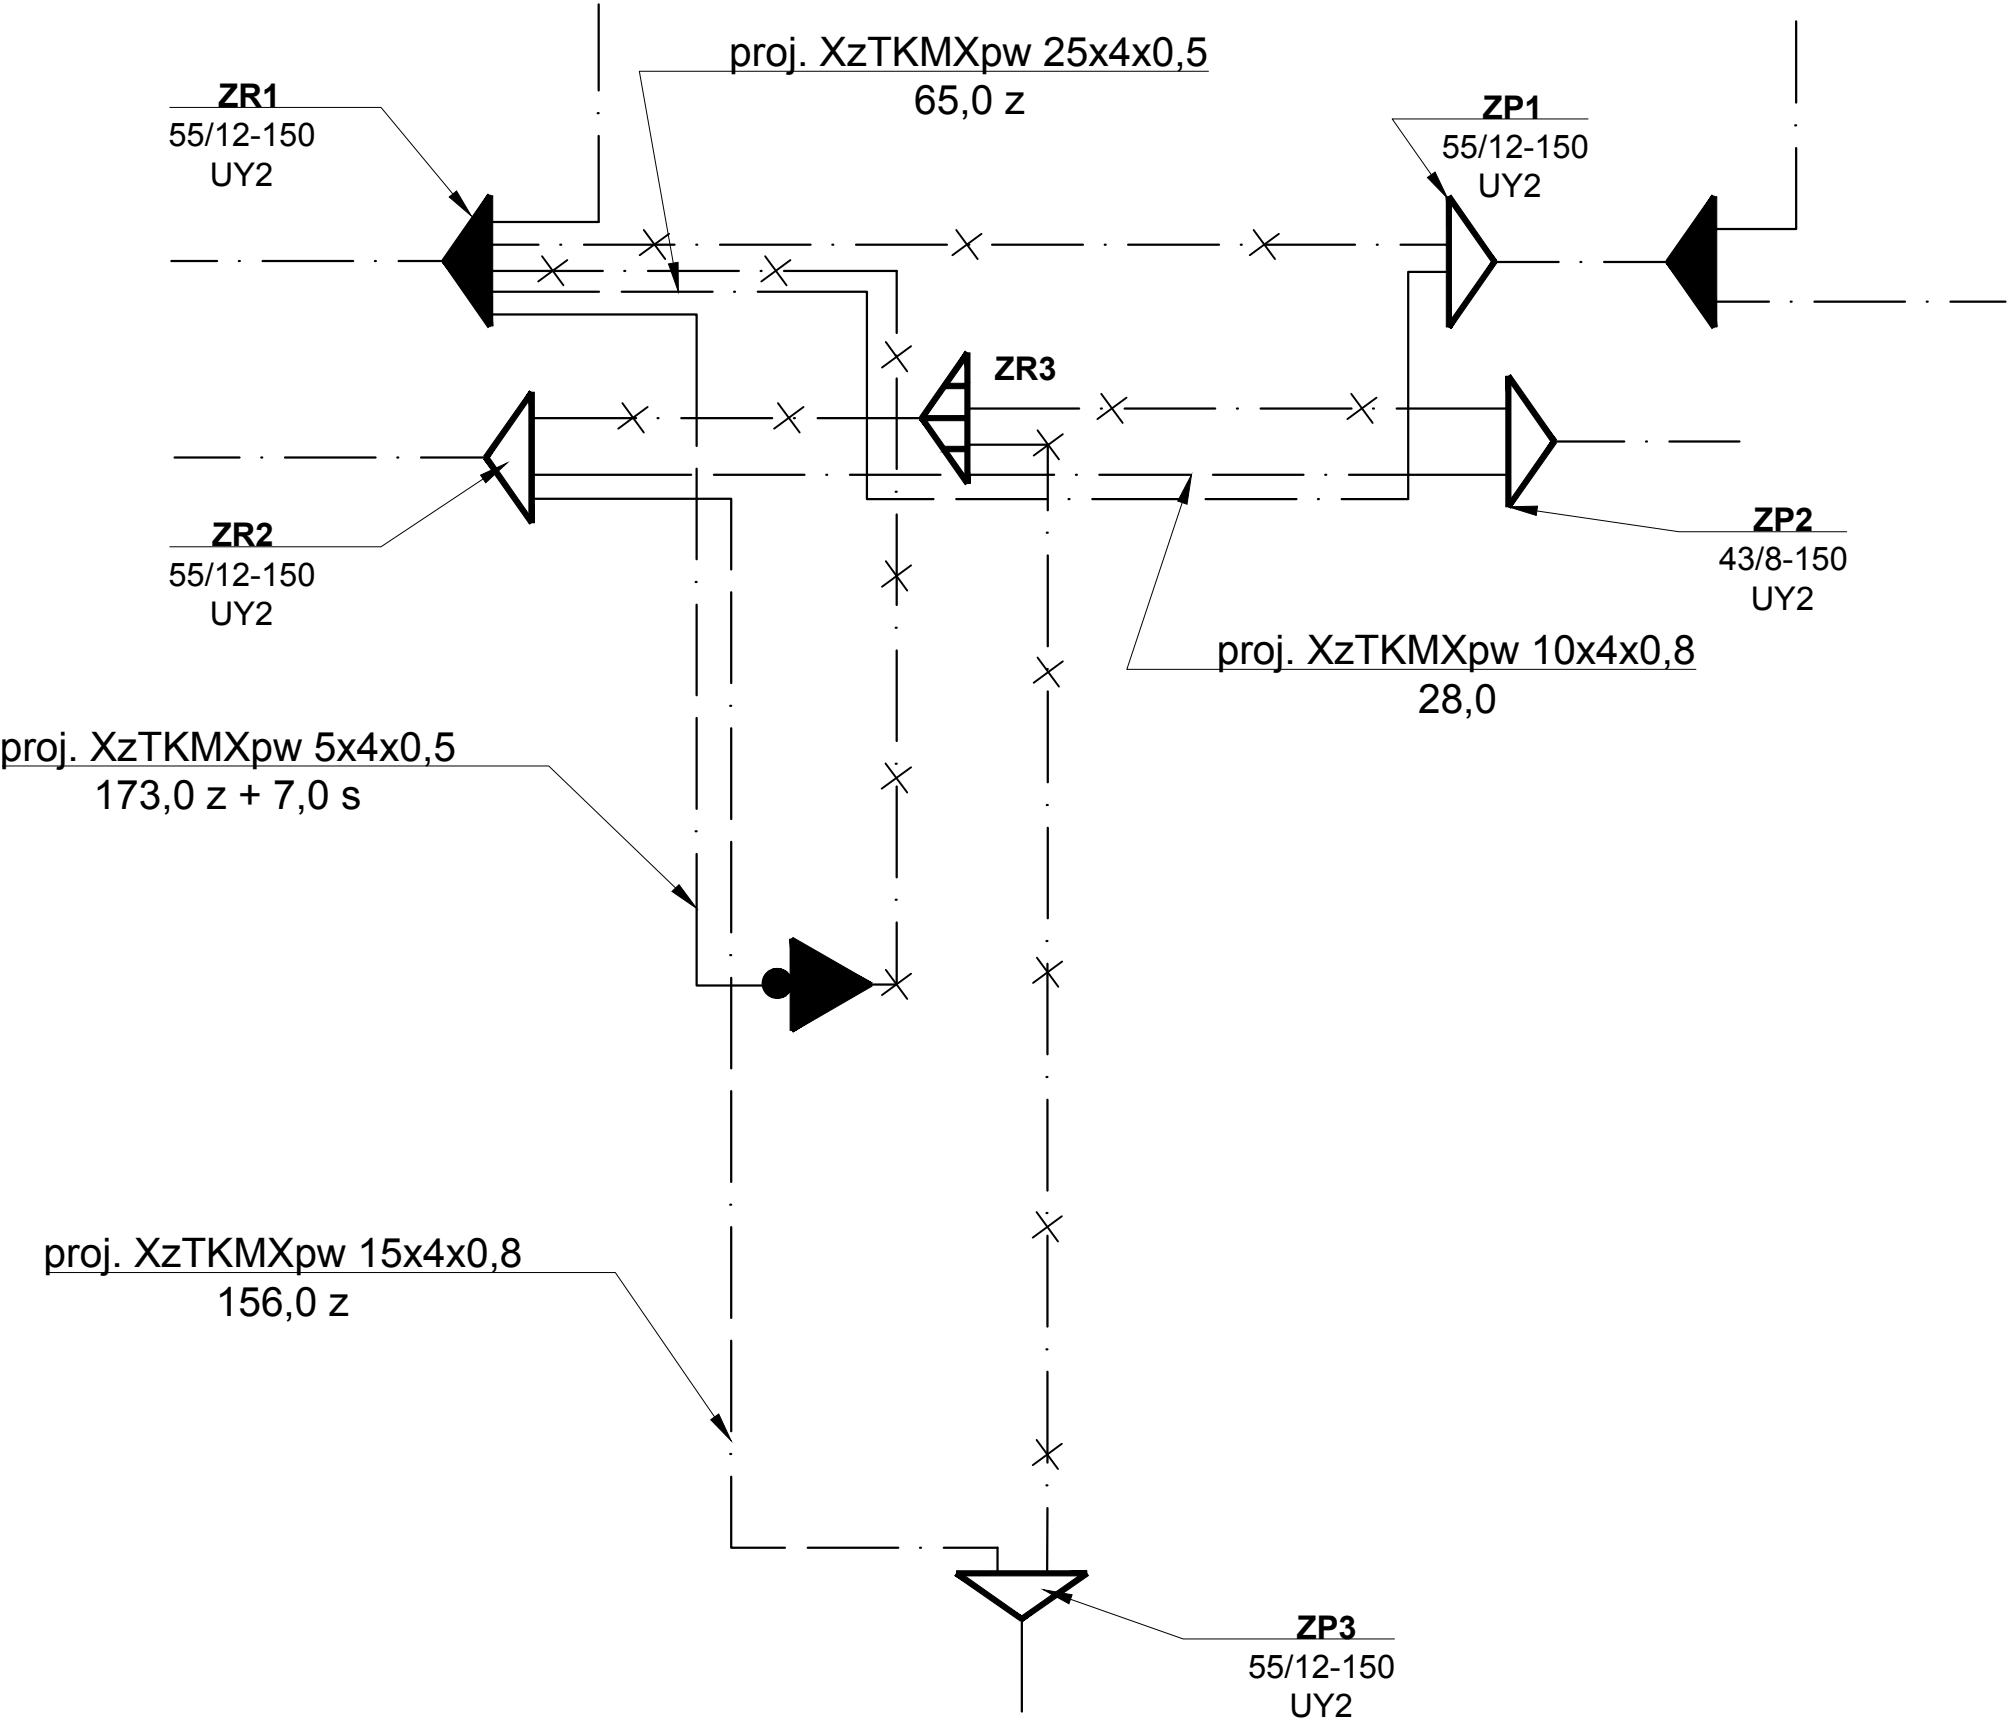 proj. XzTKMXpw 25x4x0,5
65,0 z
ZR1
55/12-150
UY2
ZP1
55/12-150
UY2
ZR3
ZR2
55/12-150
UY2
ZP2
43/8-150
UY2
proj. XzTKMXpw 10x4x0,8
28,0
proj. XzTKMXpw 5x4x0,5
173,0 z + 7,0 s
proj. XzTKMXpw 15x4x0,8
156,0 z
ZP3
55/12-150
UY2